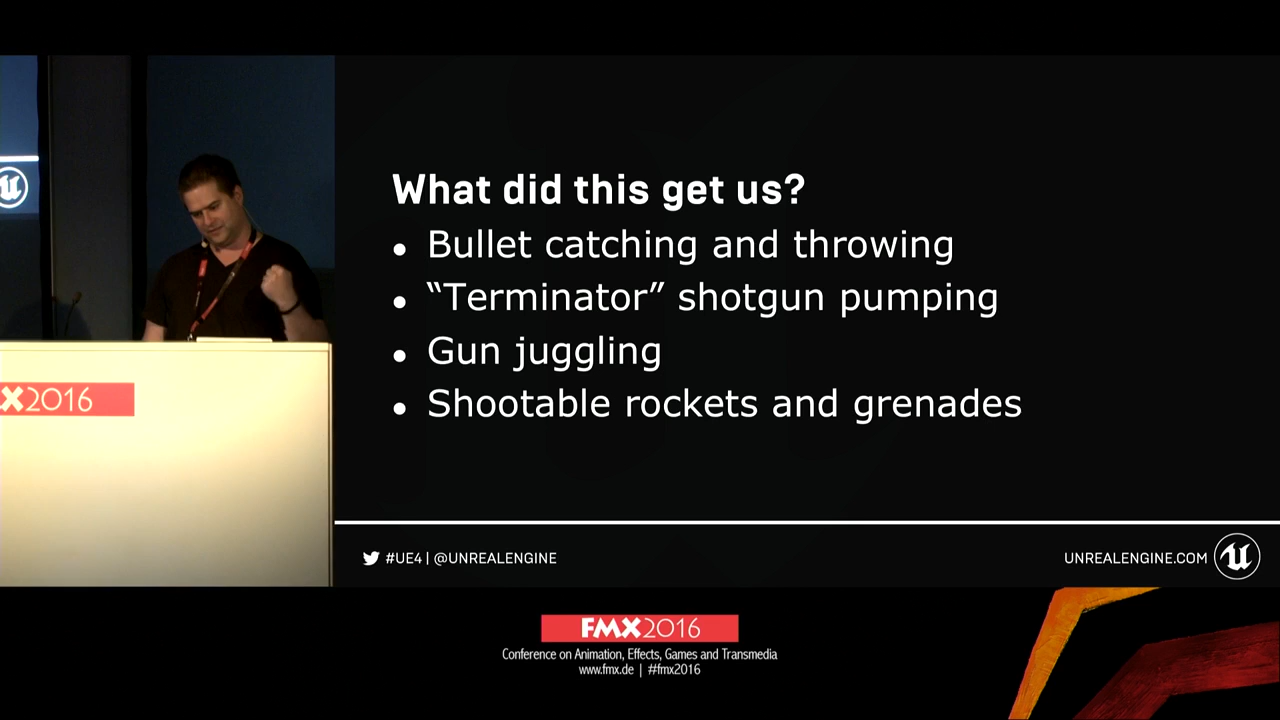 What did this get us?
• Bullet catching and throwing
• “Terminator” shotgun pumping
• Gun juggling
• Shootable rockets and grenades
X2016
#UE4 | @UNREALENGINE
UNREALENGINE.COM
FMX2016
Conference on Animation, Effects, Games and Transmedia
www.fmx.de | #fmx2016